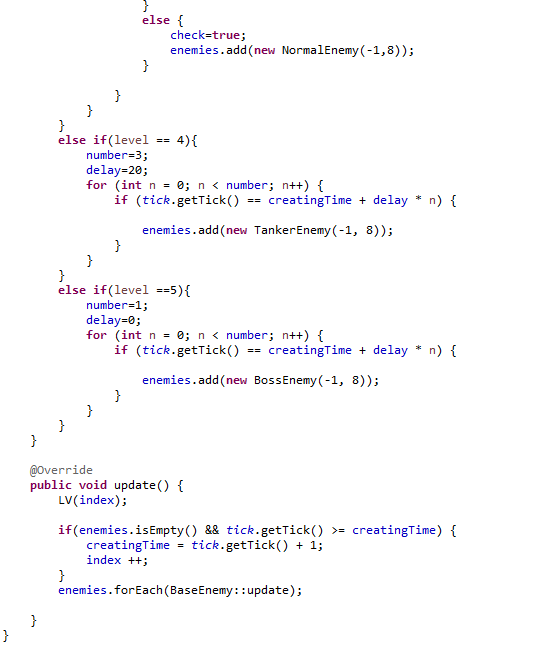 }
else {
check=true;
enemies.add(new NormalEnemy(-1,8));
}
}
}
}
else if(level == 4){
number=3;
delay=20;
for (int n = 0; n < number; n++) {
if (tick.getTick() == creatingTime + delay * n) {
enemies.add(new TankerEnemy(-1, 8));
}
}
}
else if(level ==5){
number=1;
delay=0;
for (int n = 0; n < number; n++) {
if (tick.getTick() == creatingTime + delay * n) {
enemies.add(new BossEnemy(-1, 8));
}
}
}
}
@Override
public void update() {
LV(index);
if(enemies.isEmpty() && tick.getTick() >= creatingTime) {
creatingTime = tick.getTick() + 1;
index ++;
}
enemies.forEach(BaseEnemy::update);
}
}